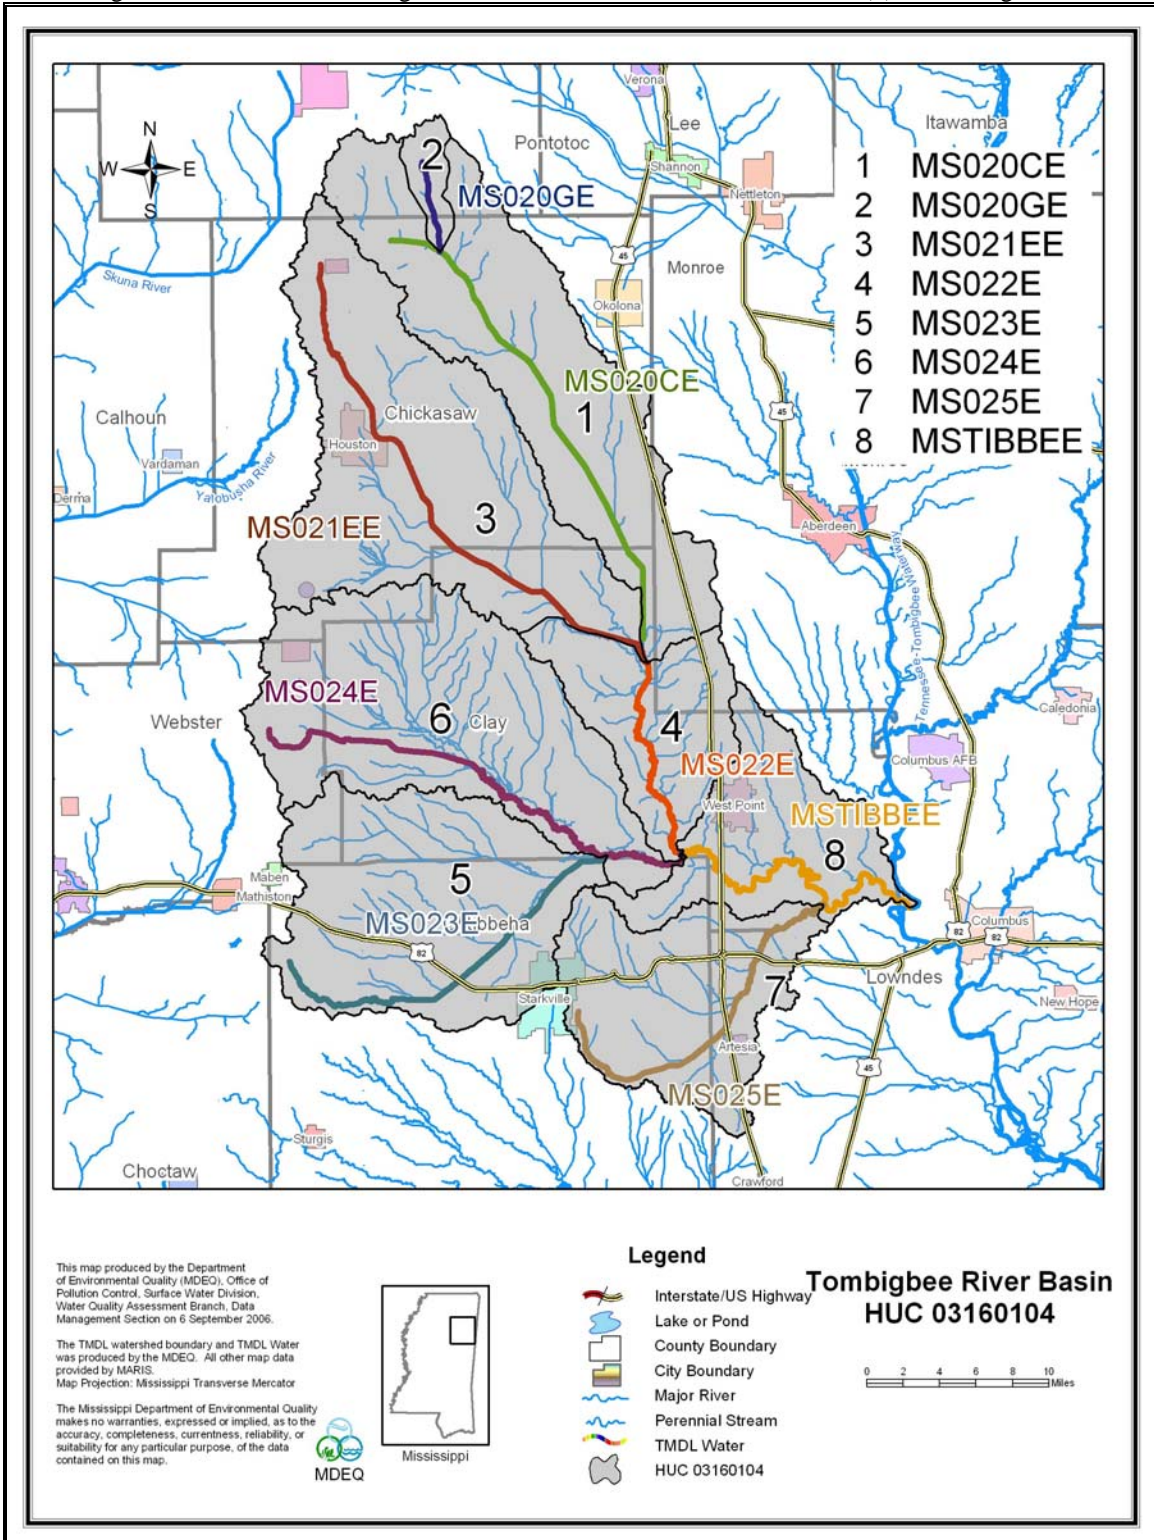 N
W E
S
Verona
Lee
Itawamba
Pontotoc
Shannon
Nettleton
2
MS020GE
1 MS020CE
2 MS020GE
3 MS021EE
4 MS022E
5 MS023E
6 MS024E
7 MS025E
8 MSTIBBEE
45
Monroe
Skuna River
Okolona
MS020CE
1
45
Calhoun
Chickasaw
Houston
Vardaman
Derma
Yalobusha River
MS021EE
3
Aberdeen
Tennessee-Tombigbee Waterway
MS024E
6
Clay
Webster
4
MS022E
Caledonia
Columbus AFB
West Point
MSTIBBEE
8
Maben
Mathiston
5
MS023E
bbeha
82
Columbus
82
82
Starkville
7
Lowndes
New Hope
Artesia
45
MS025E
Sturgis
Choctaw
Crawford
Legend
Interstate/US Highway
Lake or Pond
County Boundary
City Boundary
Major River
Perennial Stream
TMDL Water
HUC 03160104
Tombigbee River Basin
HUC 03160104
0 2 4 6 8 10
Miles
This map produced by the Department
of Environmental Quality (MDEQ), Office of
Pollution Control, Surface Water Division,
Water Quality Assessment Branch, Data
Management Section on 6 September 2006.
The TMDL watershed boundary and TMDL Water
was produced by the MDEQ. All other map data
provided by MARIS.
Map Projection: Mississippi Transverse Mercator
The Mississippi Department of Environmental Quality
makes no warranties, expressed or implied, as to the
accuracy, completeness, currentness, reliability, or
suitability for any particular purpose, of the data
contained on this map.
MDEQ
Mississippi